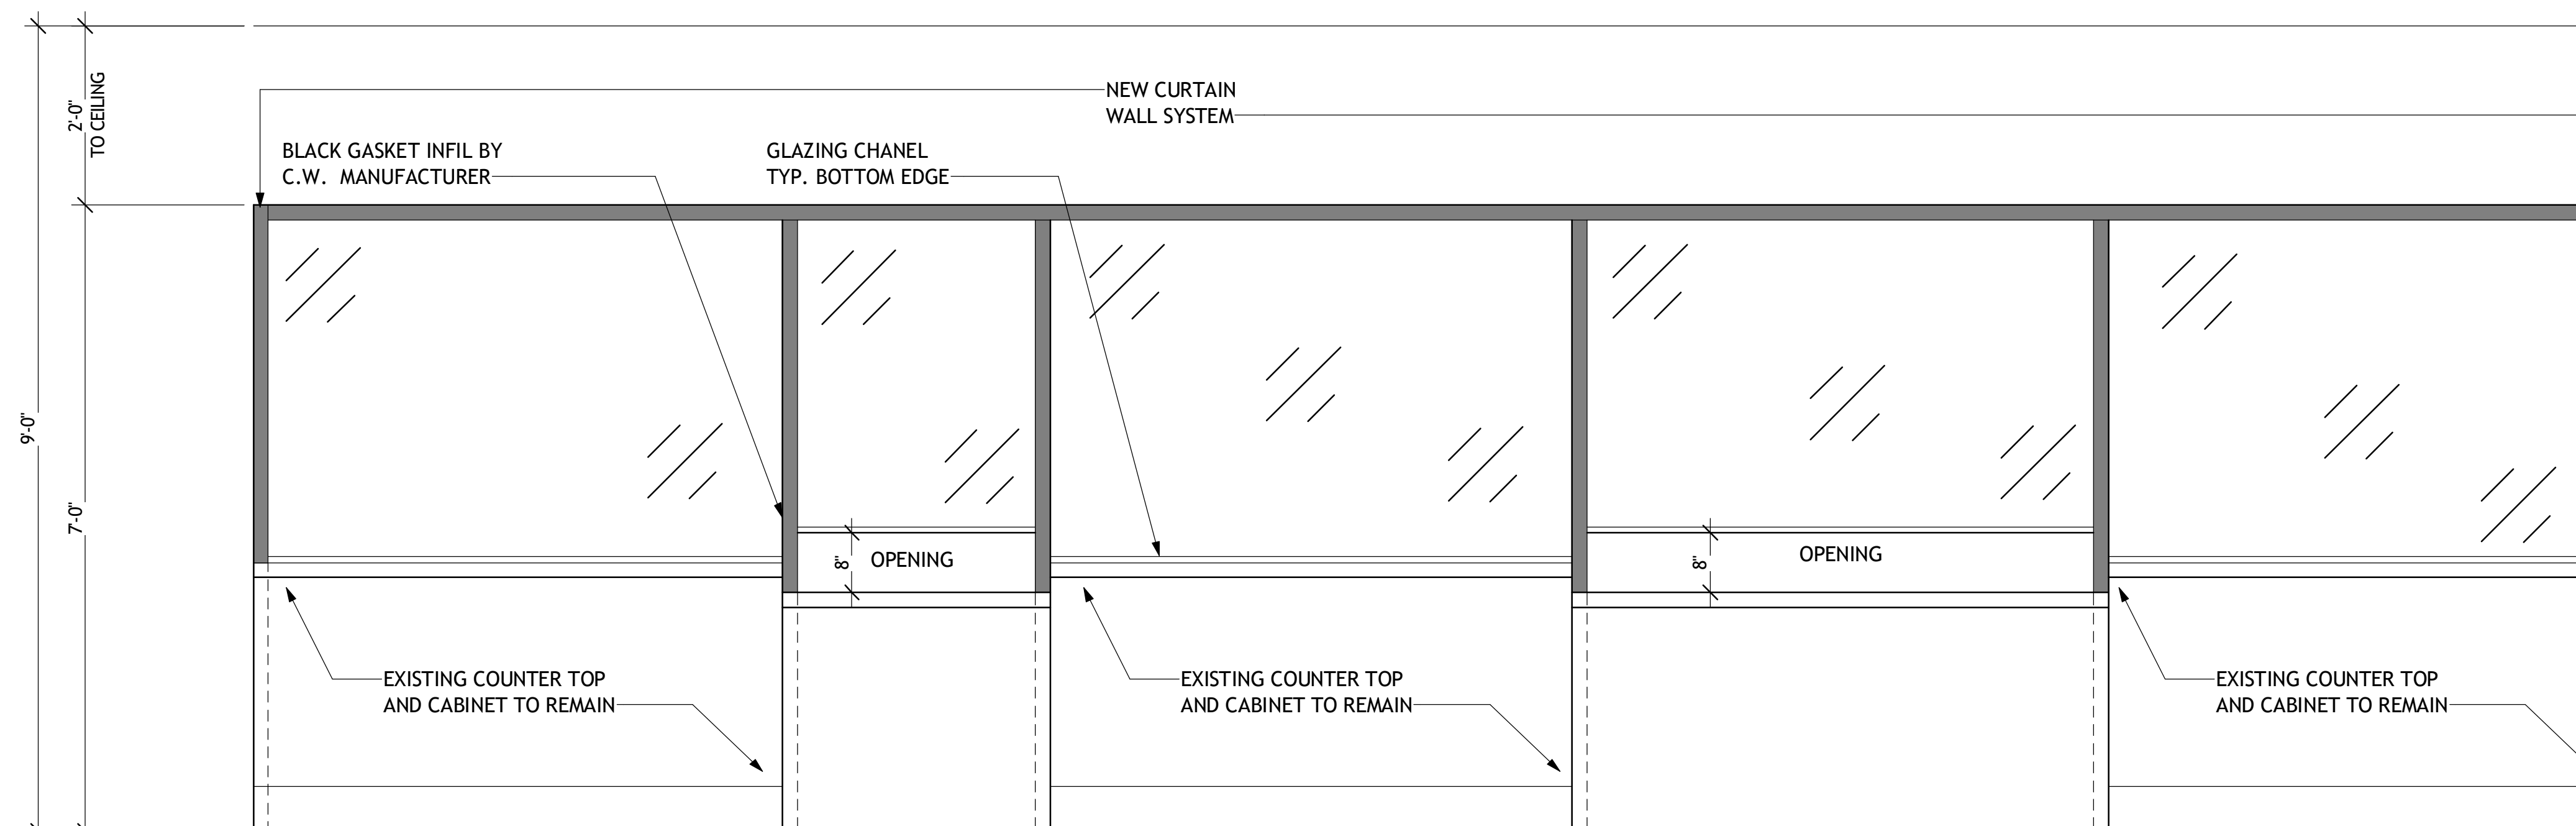 2'-0"
TO CEILING
NEW CURTAIN
WALL SYSTEM
BLACK GASKET INFIL BY
C.W. MANUFACTURER
GLAZING CHANEL
TYP. BOTTOM EDGE
9'-0"
7'-0"
8"
OPENING
8"
OPENING
EXISTING COUNTER TOP
AND CABINET TO REMAIN
EXISTING COUNTER TOP
AND CABINET TO REMAIN
EXISTING COUNTER TOP
AND CABINET TO REMAIN